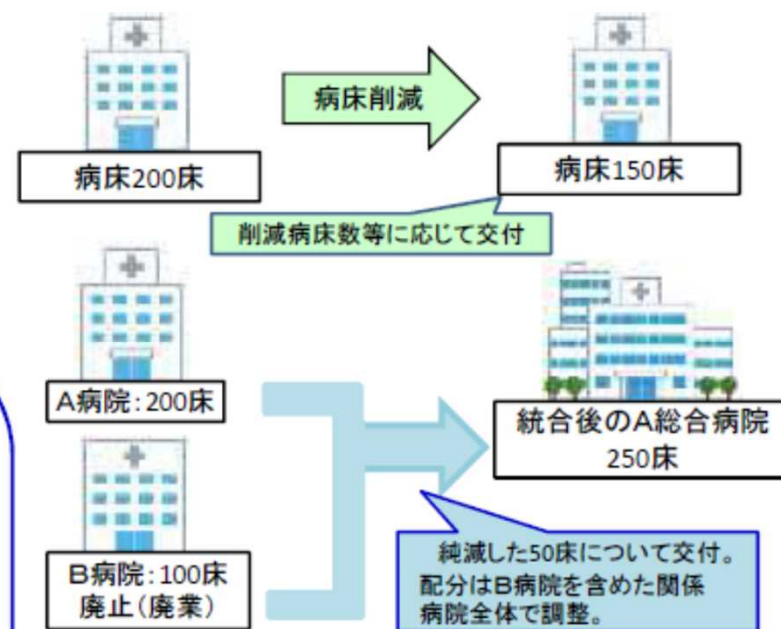 病床削減
病床200床
病床150床
削減病床数等に応じて交付
A病院:200床
統合後のA総合病院
250床
B病院:100床
廃止(廃業)
純減した50床について交付。
配分はB病院を含めた関係
病院全体で調整。